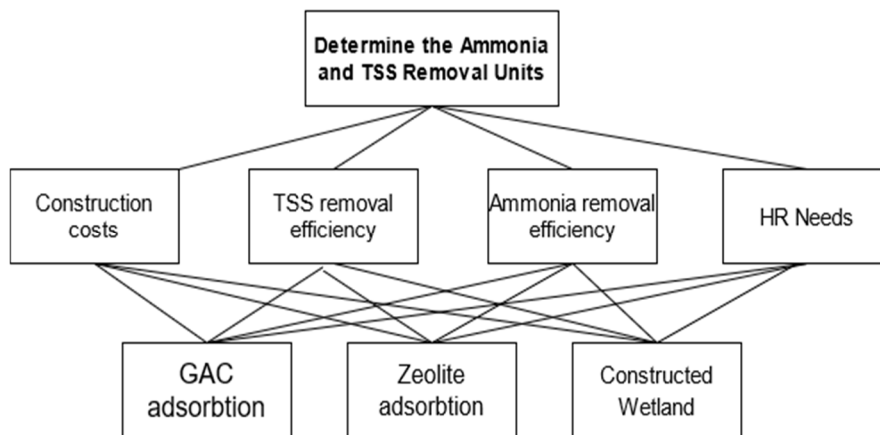 Determine the Ammonia
and TSS Removal Units
Construction
costs
TSS removal
efficiency
Ammonia removal
efficiency
HR Needs
GAC
adsorbtion
Zeolite
adsorbtion
Constructed
Wetland